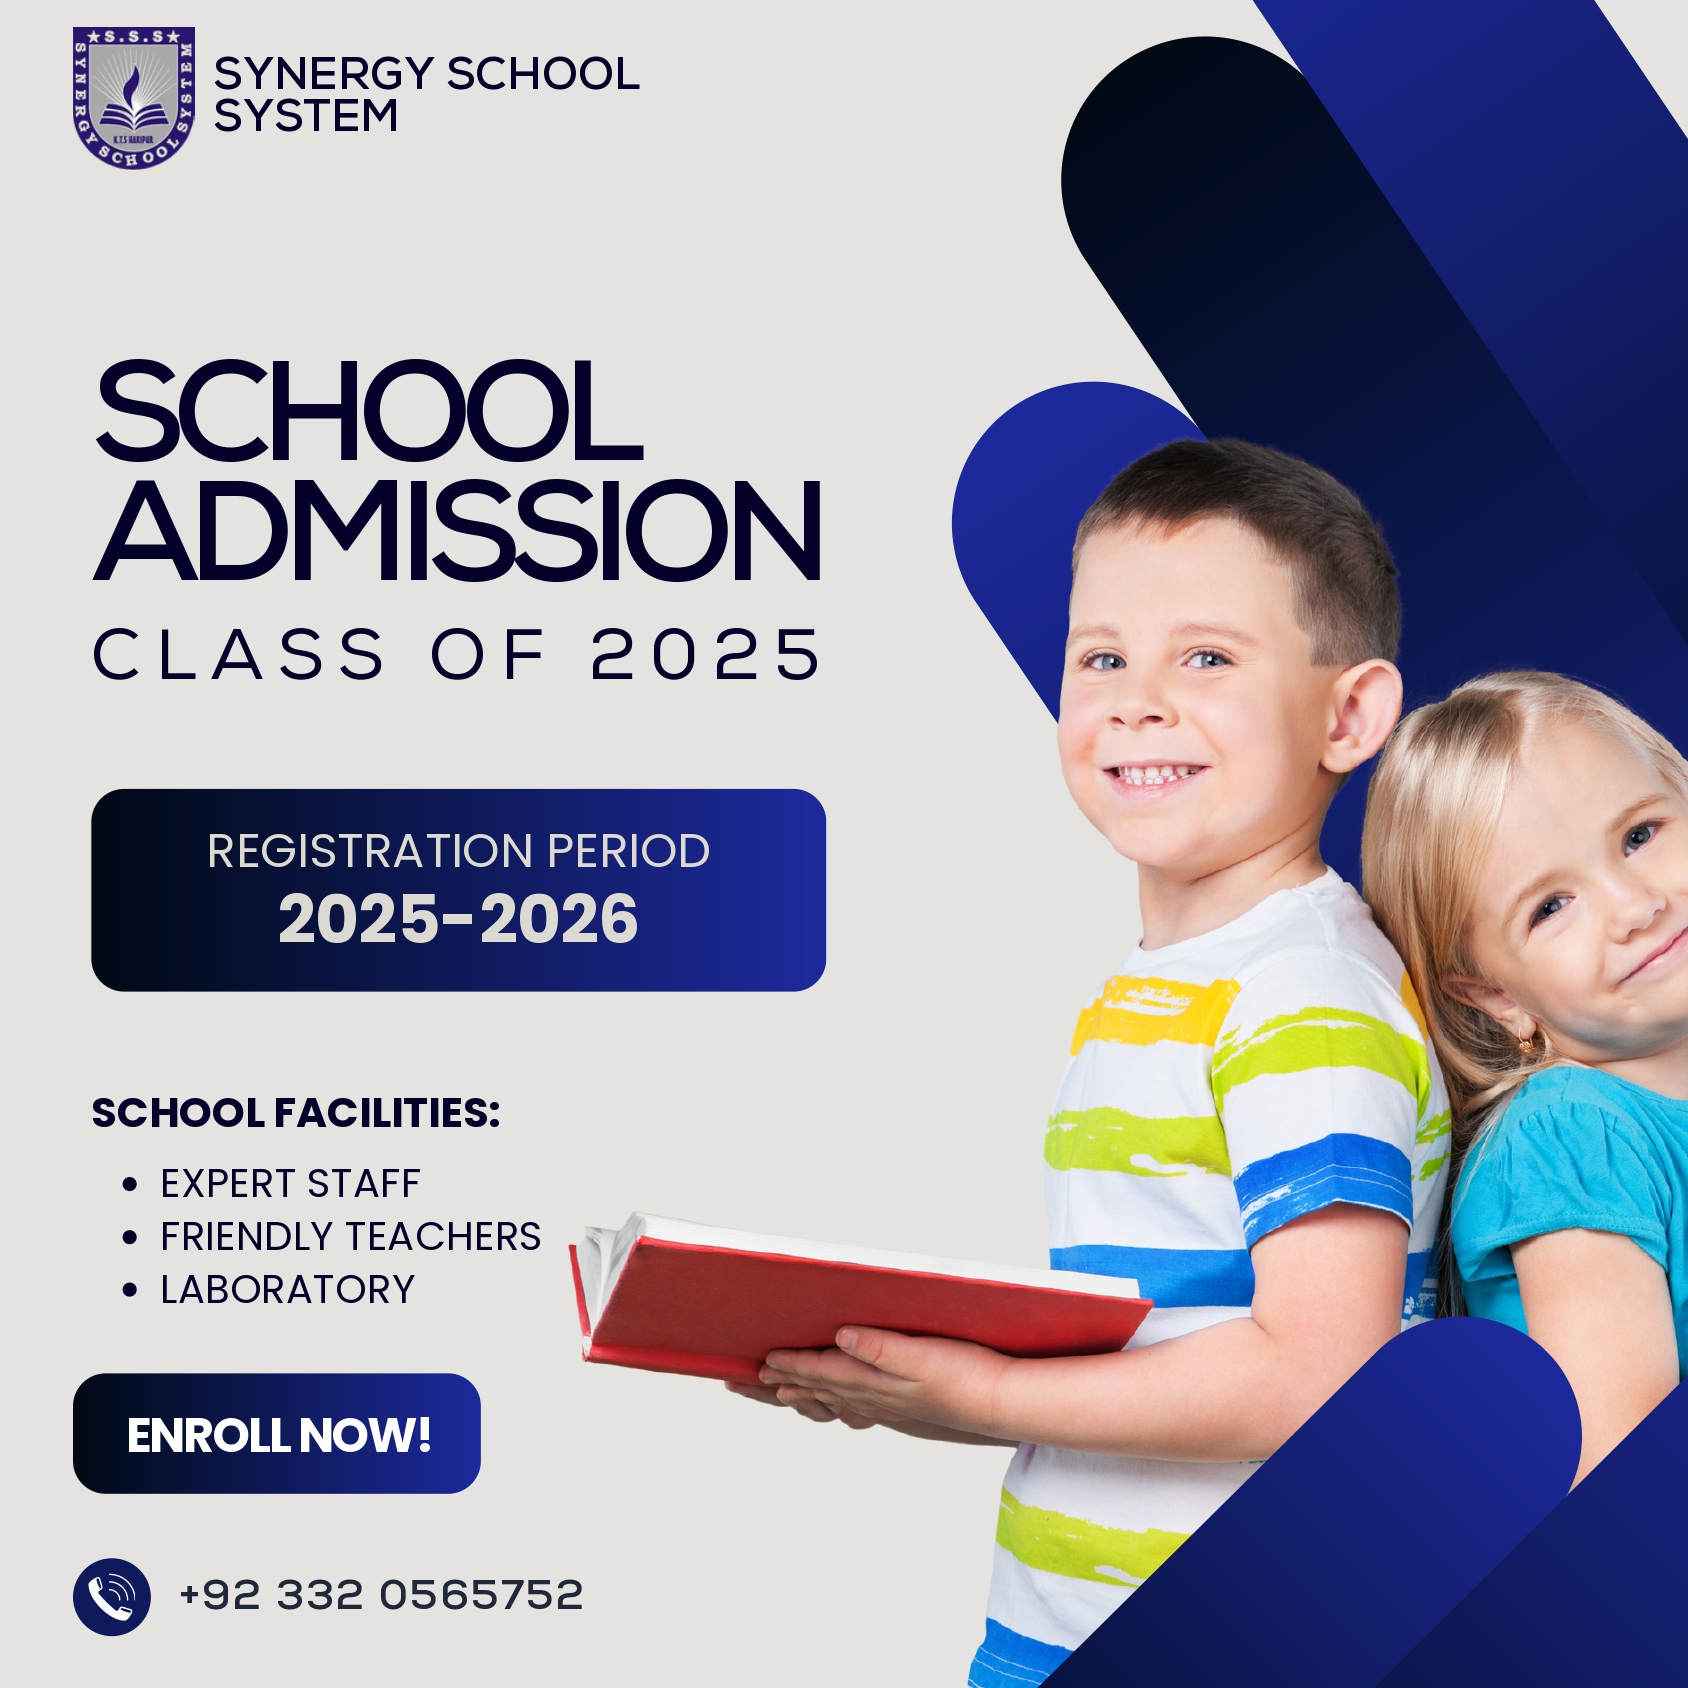 ★S.S.S★
SYNERGY SCHOOL SYSTEM
K.T.S HARIPUR
SYNERGY SCHOOL
SYSTEM
SCHOOL
ADMISSION
CLASS OF 2025
REGISTRATION PERIOD
2025-2026
SCHOOL FACILITIES:
• EXPERT STAFF
• FRIENDLY TEACHERS
• LABORATORY
ENROLL NOW!
+92 332 0565752